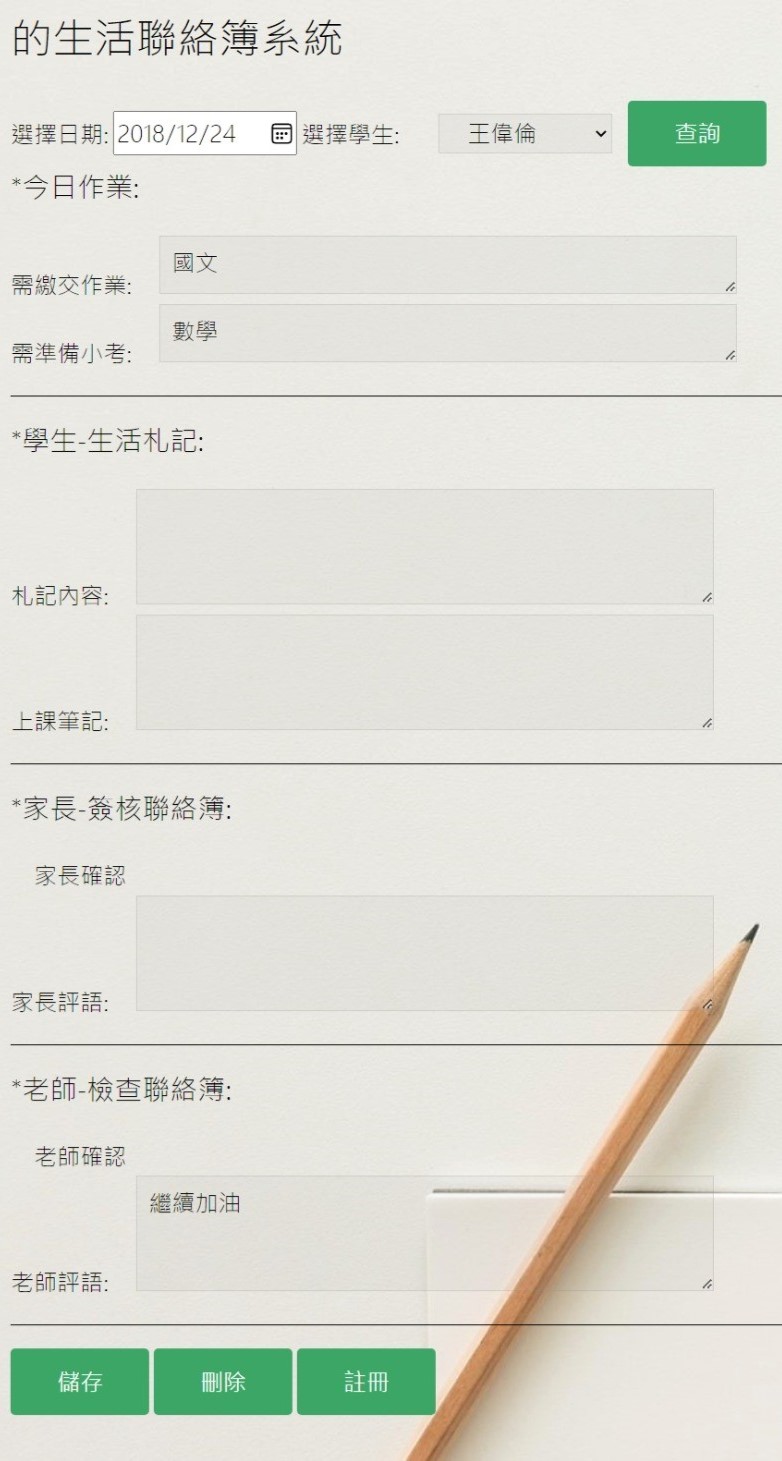 的生活聯絡簿系統
選擇日期: 2018/12/24 選擇學生: 王偉倫 查詢
*今日作業:
國文
需繳交作業:
數學
需準備小考:
*學生-生活札記:
札記內容:
上課筆記:
*家長-簽核聯絡簿:
家長確認
家長評語:
*老師-檢查聯絡簿:
老師確認
繼續加油
老師評語:
儲存 刪除 註冊